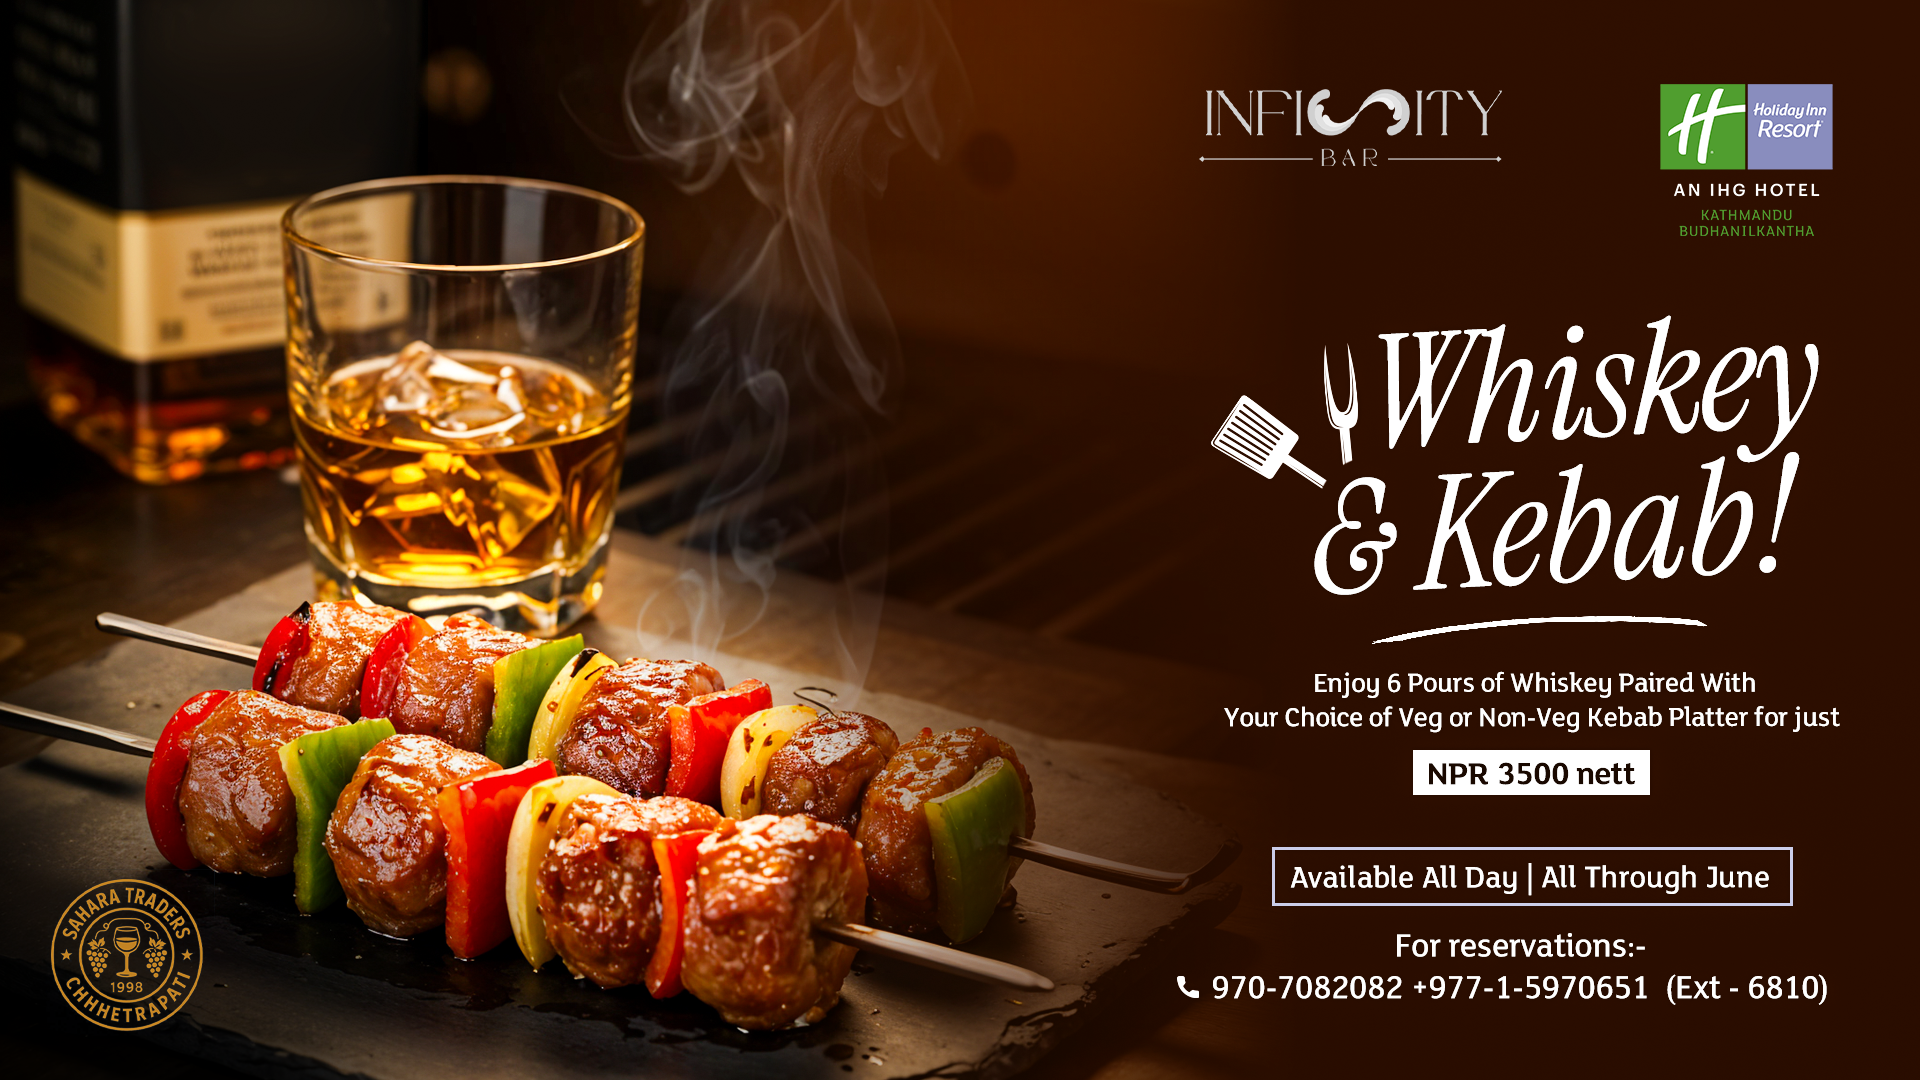 INFINITY
BAR
H
Holiday Inn
Resort
AN IHG HOTEL
KATHMANDU
BUDHANILKANTHA
Whiskey
& Kebab!
Enjoy 6 Pours of Whiskey Paired With
Your Choice of Veg or Non-Veg Kebab Platter for just
NPR 3500 nett
Available All Day | All Through June
For reservations:-
970-7082082 +977-1-5970651 (Ext - 6810)
SAHARA TRADERS
1998
CHHHETRAPATI